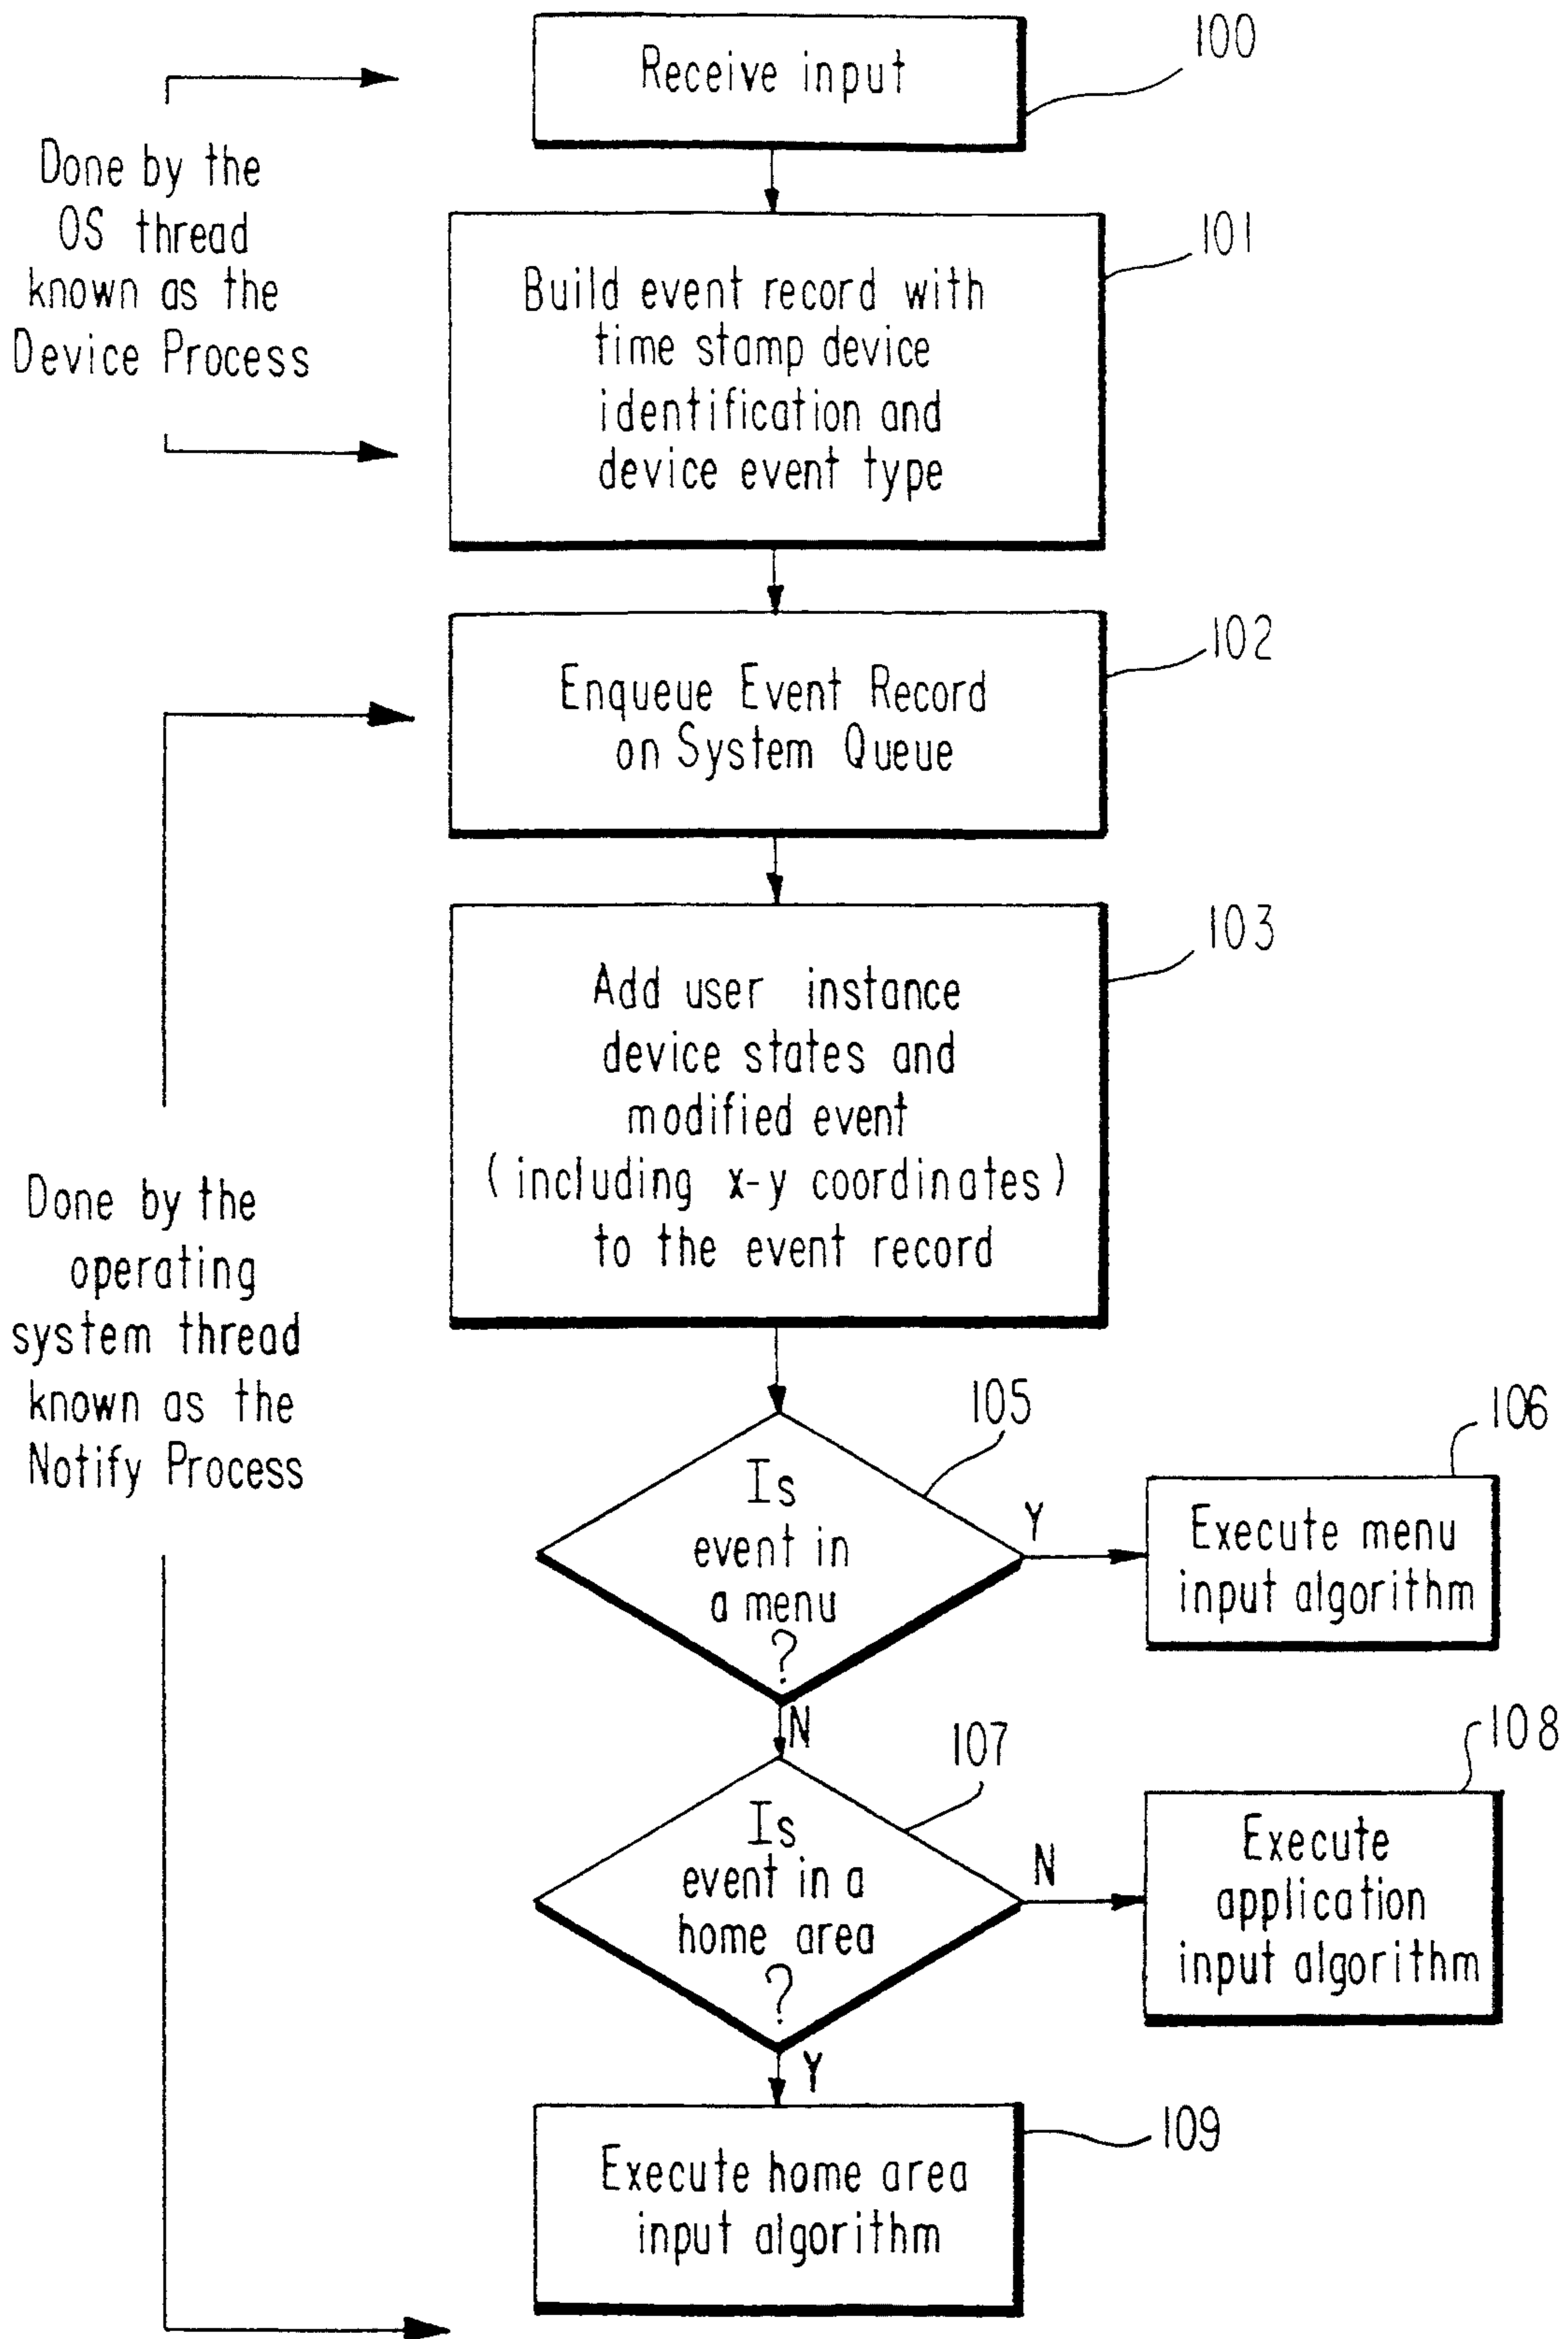 Receive input
100
Done by the
OS thread
known as the
Device Process
Build event record with
time stamp device
identification and
device event type
101
Enqueue Event Record
on System Queue
102
Add user instance
device states and
modified event
(including x-y coordinates)
to the event record
103
Done by the
operating
system thread
known as the
Notify Process
Is
event in
a menu
?
105
Y
Execute menu
input algorithm
106
N
Is
event in a
home area
?
107
N
Execute
application
input algorithm
108
Y
Execute home area
input algorithm
109